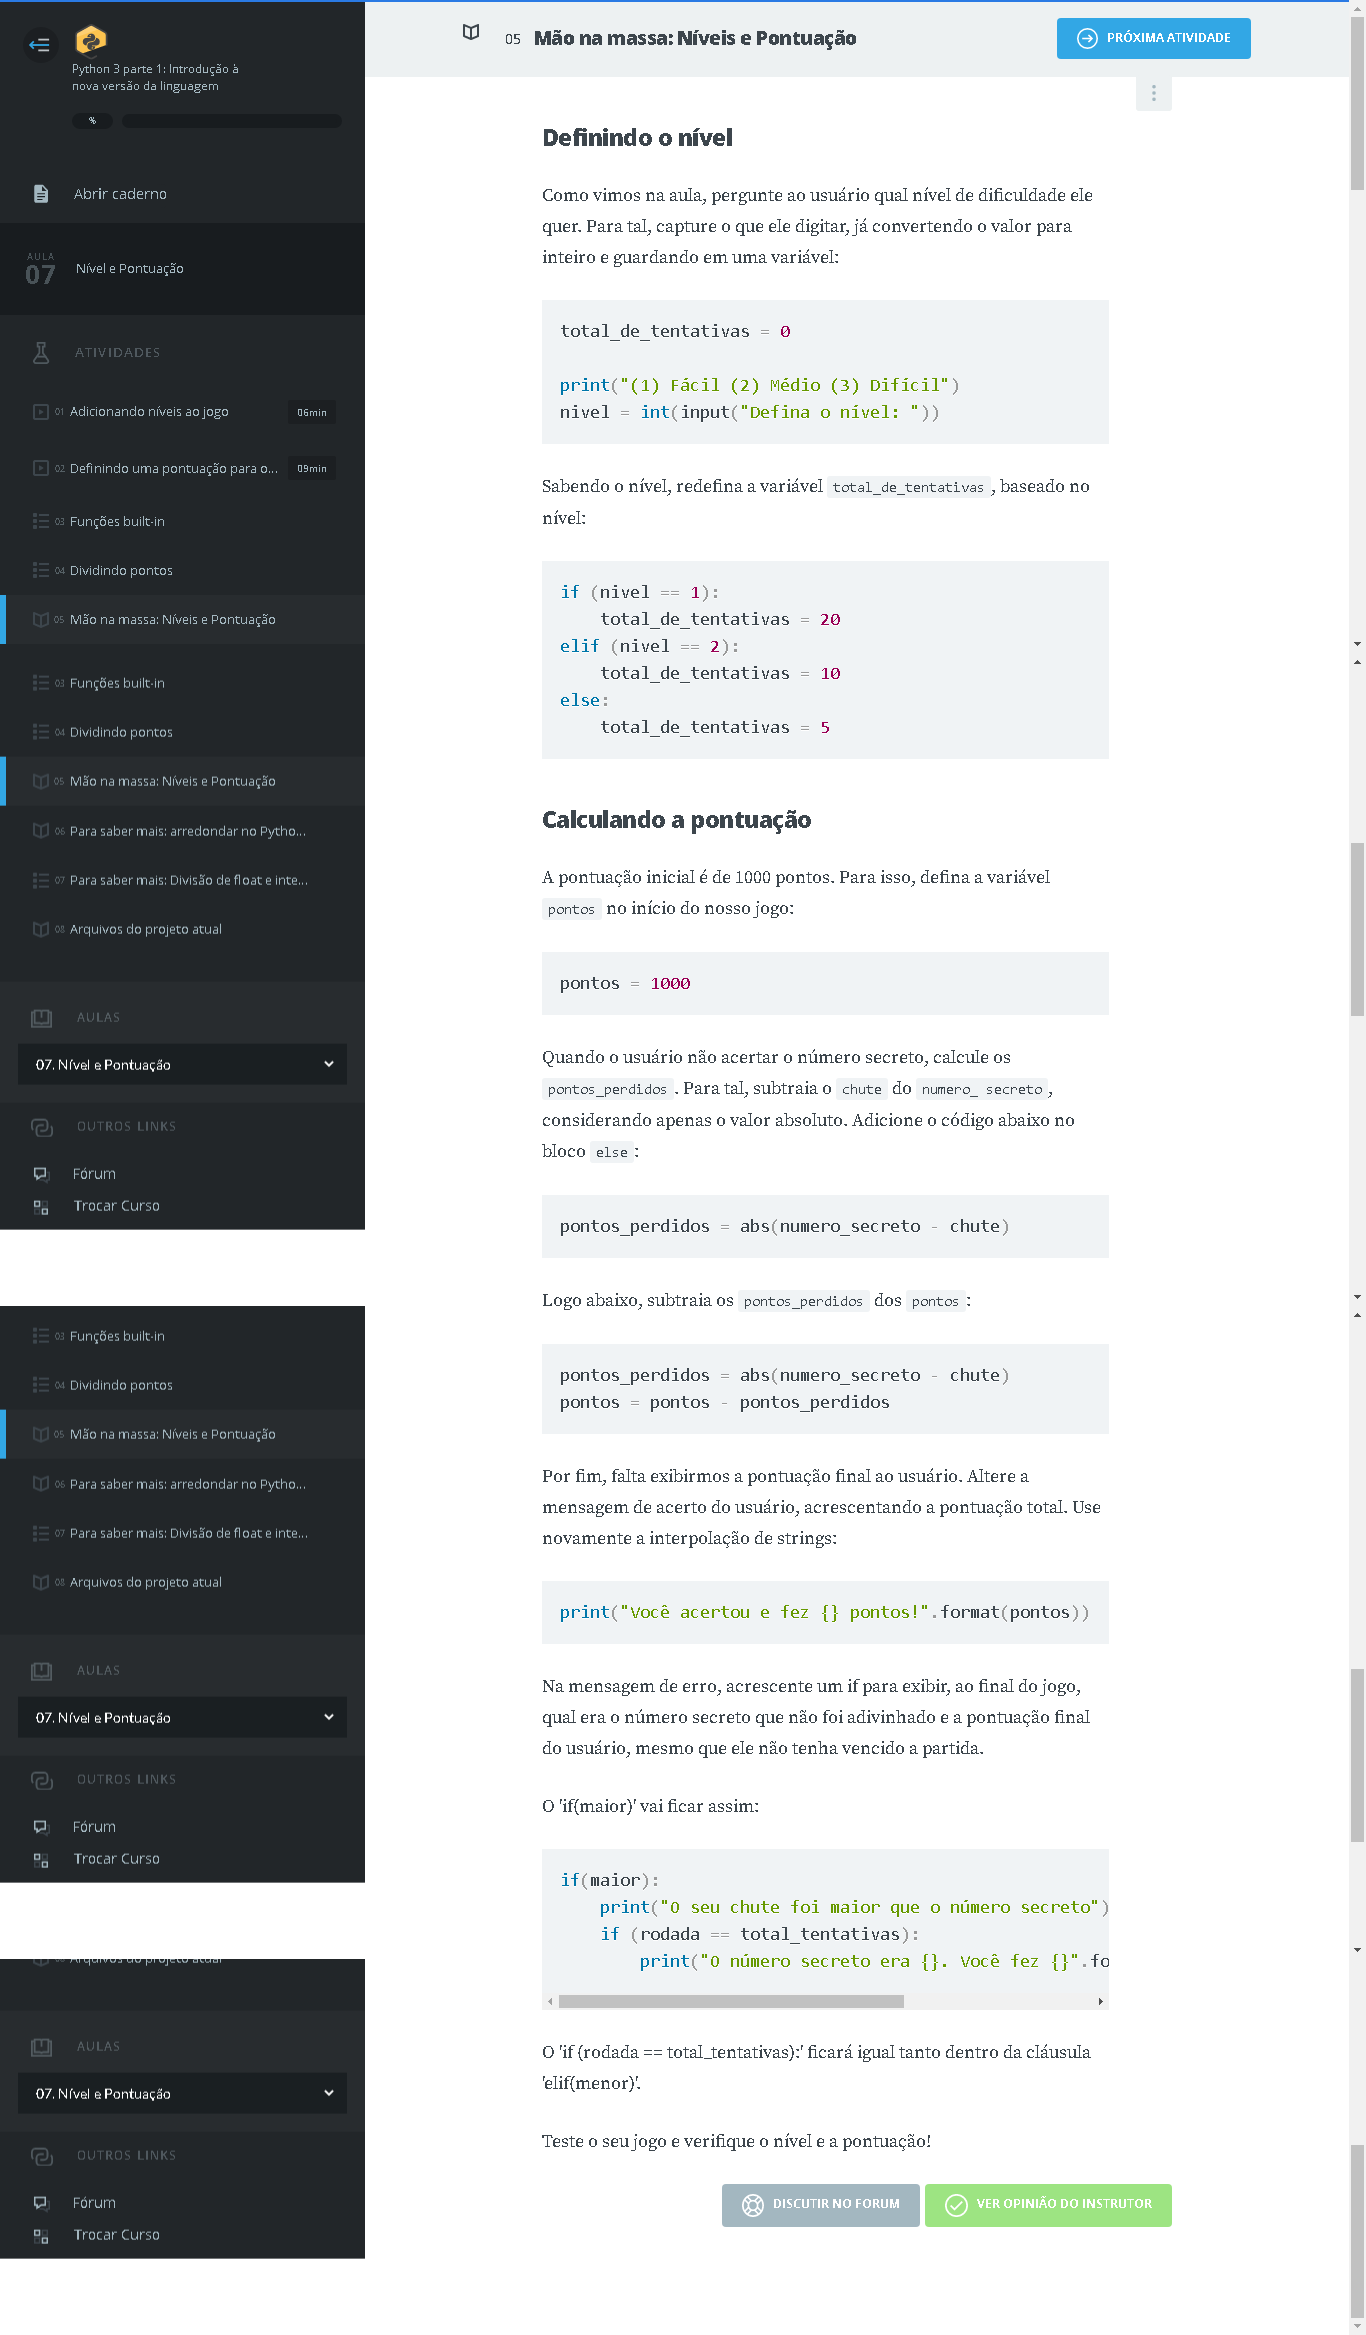 Python 3 parte 1: Introdução à
nova versão da linguagem
%
Abrir caderno
AULA
07
Nível e Pontuação
ATIVIDADES
01 Adicionando níveis ao jogo 06min
02 Definindo uma pontuação para o... 09min
03 Funções built-in
04 Dividindo pontos
05 Mão na massa: Níveis e Pontuação
03 Funções built-in
04 Dividindo pontos
05 Mão na massa: Níveis e Pontuação
06 Para saber mais: arredondar no Pytho...
07 Para saber mais: Divisão de float e inte...
08 Arquivos do projeto atual
AULAS
07. Nível e Pontuação
OUTROS LINKS
Fórum
Trocar Curso
03 Funções built-in
04 Dividindo pontos
05 Mão na massa: Níveis e Pontuação
06 Para saber mais: arredondar no Pytho...
07 Para saber mais: Divisão de float e inte...
08 Arquivos do projeto atual
AULAS
07. Nível e Pontuação
OUTROS LINKS
Fórum
Trocar Curso
08 Arquivos do projeto atual
AULAS
07. Nível e Pontuação
OUTROS LINKS
Fórum
Trocar Curso
05 Mão na massa: Níveis e Pontuação
PRÓXIMA ATIVIDADE
Definindo o nível
Como vimos na aula, pergunte ao usuário qual nível de dificuldade ele
quer. Para tal, capture o que ele digitar, já convertendo o valor para
inteiro e guardando em uma variável:
total_de_tentativas = 0
print("(1) Fácil (2) Médio (3) Difícil")
nivel = int(input("Defina o nível: "))
Sabendo o nível, redefina a variável total_de_tentativas, baseado no
nível:
if (nivel == 1):
    total_de_tentativas = 20
elif (nivel == 2):
    total_de_tentativas = 10
else:
    total_de_tentativas = 5
Calculando a pontuação
A pontuação inicial é de 1000 pontos. Para isso, defina a variável
pontos no início do nosso jogo:
pontos = 1000
Quando o usuário não acertar o número secreto, calcule os
pontos_perdidos. Para tal, subtraia o chute do numero_ secreto,
considerando apenas o valor absoluto. Adicione o código abaixo no
bloco else:
pontos_perdidos = abs(numero_secreto - chute)
Logo abaixo, subtraia os pontos_perdidos dos pontos:
pontos_perdidos = abs(numero_secreto - chute)
pontos = pontos - pontos_perdidos
Por fim, falta exibirmos a pontuação final ao usuário. Altere a
mensagem de acerto do usuário, acrescentando a pontuação total. Use
novamente a interpolação de strings:
print("Você acertou e fez {} pontos!".format(pontos))
Na mensagem de erro, acrescente um if para exibir, ao final do jogo,
qual era o número secreto que não foi adivinhado e a pontuação final
do usuário, mesmo que ele não tenha vencido a partida.
O 'if(maior)' vai ficar assim:
if(maior):
    print("O seu chute foi maior que o número secreto")
    if (rodada == total_tentativas):
        print("O número secreto era {}. Você fez {}".fo
O 'if (rodada == total_tentativas):' ficará igual tanto dentro da cláusula
'elif(menor)'.
Teste o seu jogo e verifique o nível e a pontuação!
DISCUTIR NO FORUM
VER OPINIÃO DO INSTRUTOR